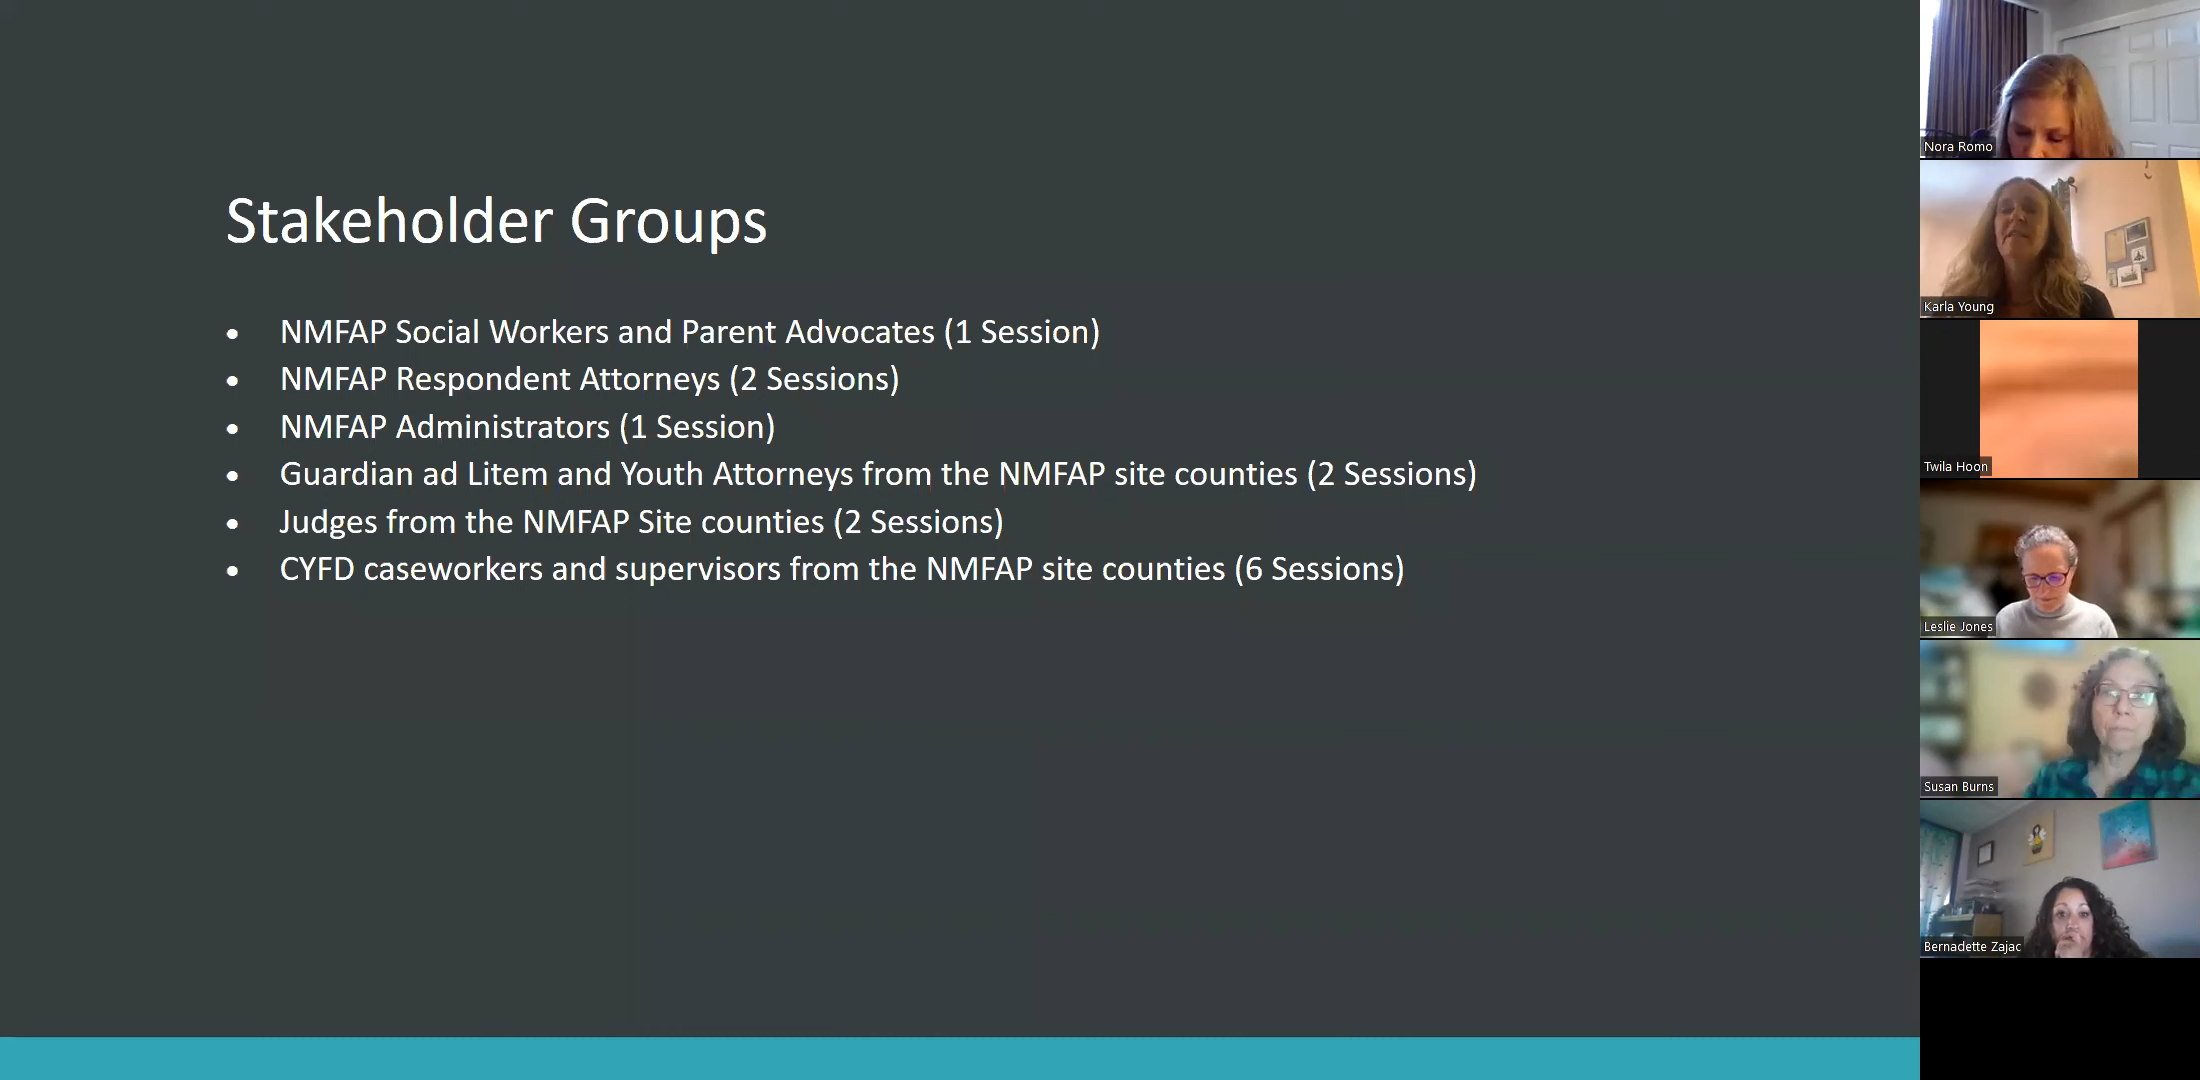 Stakeholder Groups
• NMFAP Social Workers and Parent Advocates (1 Session)
• NMFAP Respondent Attorneys (2 Sessions)
• NMFAP Administrators (1 Session)
• Guardian ad Litem and Youth Attorneys from the NMFAP site counties (2 Sessions)
• Judges from the NMFAP Site counties (2 Sessions)
• CYFD caseworkers and supervisors from the NMFAP site counties (6 Sessions)
Nora Romo
Karla Young
Twila Hoon
Leslie Jones
Susan Burns
Bernadette Zajac